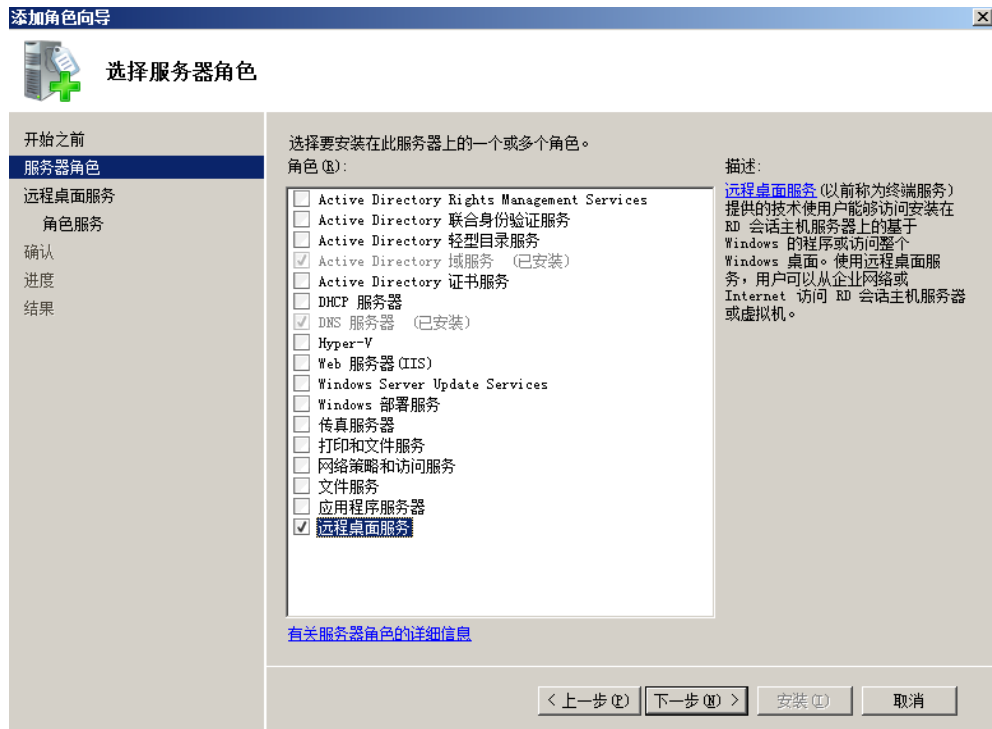 添加角色向导
选择服务器角色
开始之前
服务器角色
远程桌面服务
角色服务
确认
进度
结果
选择要安装在此服务器上的一个或多个角色。
角色(R):
Active Directory Rights Management Services
Active Directory 联合身份验证服务
Active Directory 轻型目录服务
Active Directory 域服务 (已安装)
Active Directory 证书服务
DHCP 服务器
DNS 服务器 (已安装)
Hyper-V
Web 服务器(IIS)
Windows Server Update Services
Windows 部署服务
传真服务器
打印和文件服务
网络策略和访问服务
文件服务
应用程序服务器
远程桌面服务
有关服务器角色的详细信息
描述:
远程桌面服务(以前称为终端服务)
提供的技术使用户能够访问安装在
RD 会话主机服务器上的基于
Windows 的程序或访问整个
Windows 桌面。使用远程桌面服
务，用户可以从企业网络或
Internet 访问 RD 会话主机服务器
或虚拟机。
< 上一步(P)
下一步(N) >
安装(I)
取消